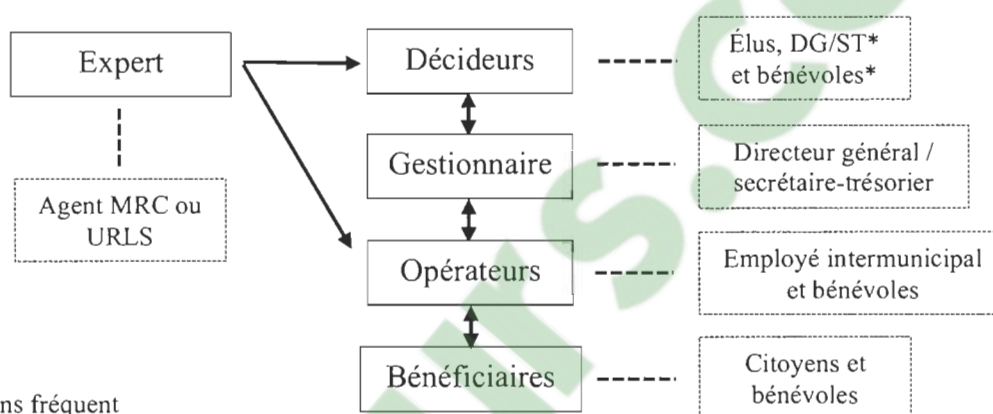 Expert
Agent MRC ou
URLS
Décideurs
Élus, DG/ST*
et bénévoles*
Gestionnaire
Directeur général /
secrétaire-trésorier
Opérateurs
Employé intermunicipal
et bénévoles
Bénéficiaires
Citoyens et
bénévoles
ns fréquent